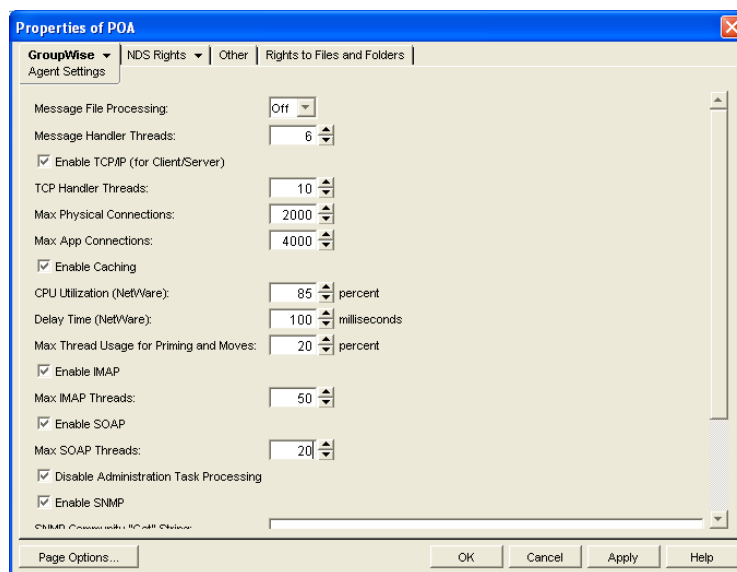 Properties of POA
GroupWise NDS Rights Other Rights to Files and Folders
Agent Settings
Message File Processing: Off
Message Handler Threads: 6
Enable TCP/IP (for Client/Server)
TCP Handler Threads: 10
Max Physical Connections: 2000
Max App Connections: 4000
Enable Caching
CPU Utilization (NetWare): 85 percent
Delay Time (NetWare): 100 milliseconds
Max Thread Usage for Priming and Moves: 20 percent
Enable IMAP
Max IMAP Threads: 50
Enable SOAP
Max SOAP Threads: 20
Disable Administration Task Processing
Enable SNMP
SNMP Community "Get" String:
Page Options... OK Cancel Apply Help